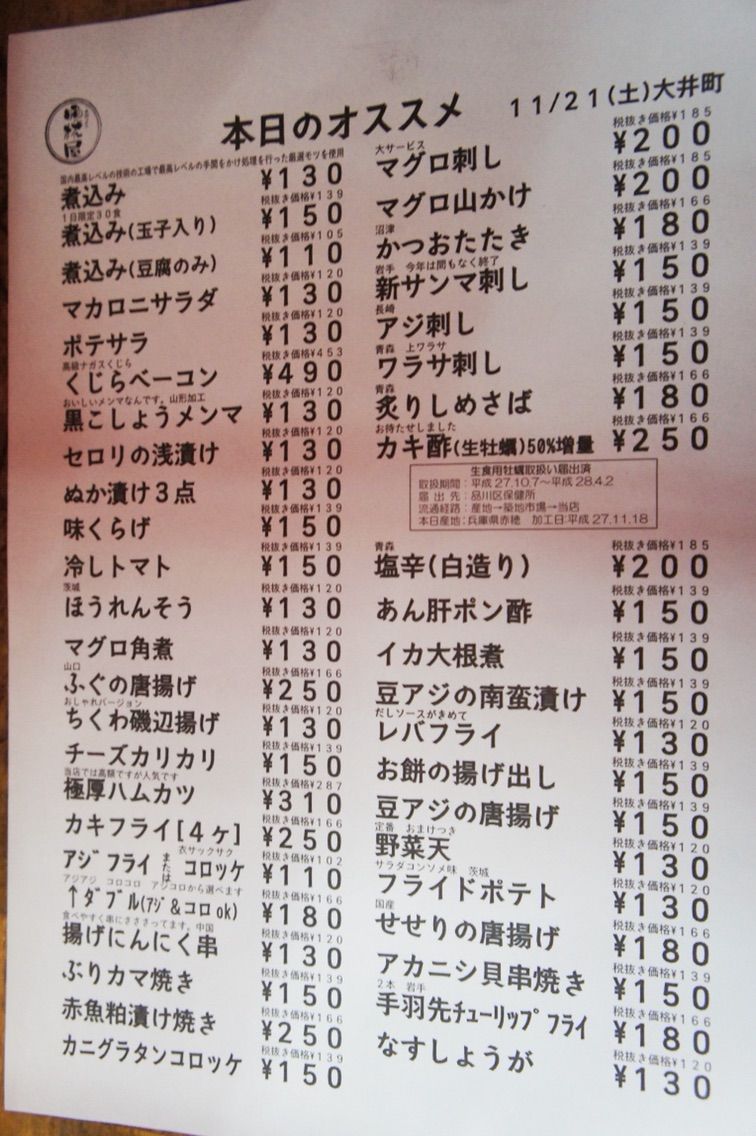 本日のオススメ 11/21(土)大井町
国内最高レベルの技術の工場で最高レベルの手間をかけ処理を行った厳選モツを使用
煮込み ¥130
1日限定30食 税抜き価格¥139
煮込み(玉子入り) ¥150
税抜き価格¥105
煮込み(豆腐のみ) ¥110
税抜き価格¥120
マカロニサラダ ¥130
税抜き価格¥120
ポテサラ ¥130
高級ナガスくじら 税抜き価格¥453
くじらベーコン ¥490
おいしいメンマなんです。山形加工 税抜き価格¥120
黒こしょうメンマ ¥130
税抜き価格¥120
セロリの浅漬け ¥130
税抜き価格¥120
ぬか漬け3点 ¥130
税抜き価格¥139
味くらげ ¥150
税抜き価格¥139
冷しトマト ¥150
茨城 税抜き価格¥120
ほうれんそう ¥130
税抜き価格¥120
マグロ角煮 ¥130
山口 税抜き価格¥166
ふぐの唐揚げ ¥250
おしゃれバージョン 税抜き価格¥120
ちくわ磯辺揚げ ¥130
税抜き価格¥139
チーズカリカリ ¥150
当店では高額ですが人気です 税抜き価格¥287
極厚ハムカツ ¥310
税抜き価格¥166
カキフライ[4ヶ] ¥250
衣サックサク 税抜き価格¥102
アジフライまたはコロッケ ¥110
アジアジ コロコロ アジコロから選べます 税抜き価格¥166
↑ダブル(アジ&コロok) ¥180
食べやすく串にささってます。中国 税抜き価格¥120
揚げにんにく串 ¥130
税抜き価格¥139
ぶりカマ焼き ¥150
税抜き価格¥166
赤魚粕漬け焼き ¥250
税抜き価格¥139
カニグラタンコロッケ ¥150
大サービス 税抜き価格¥185
マグロ刺し ¥200
税抜き価格¥185
マグロ山かけ ¥200
沼津 税抜き価格¥166
かつおたたき ¥180
岩手 今年は間もなく終了 税抜き価格¥139
新サンマ刺し ¥150
長崎 税抜き価格¥139
アジ刺し ¥150
青森 上ワラサ 税抜き価格¥139
ワラサ刺し ¥150
青森 税抜き価格¥166
炙りしめさば ¥180
お待たせしました 税抜き価格¥166
カキ酢(生牡蠣)50%増量 ¥250
生食用牡蠣取扱い届出済
取扱期間:平成27.10.7〜平成28.4.2
届出先:品川区保健所
流通経路:産地→築地市場→当店
本日産地:兵庫県赤穂 加工日:平成27.11.18
青森 税抜き価格¥185
塩辛(白造り) ¥200
税抜き価格¥139
あん肝ポン酢 ¥150
税抜き価格¥139
イカ大根煮 ¥150
税抜き価格¥139
豆アジの南蛮漬け ¥150
だしソースがきめて 税抜き価格¥120
レバフライ ¥130
税抜き価格¥139
お餅の揚げ出し ¥150
税抜き価格¥139
豆アジの唐揚げ ¥150
定番 おまけつき 税抜き価格¥120
野菜天 ¥130
サラダコンソメ味 茨城 税抜き価格¥120
フライドポテト ¥130
国産 税抜き価格¥166
せせりの唐揚げ ¥180
税抜き価格¥139
アカニシ貝串焼き ¥150
2本 岩手 税抜き価格¥166
手羽先チューリップフライ ¥180
税抜き価格¥120
なすしょうが ¥130